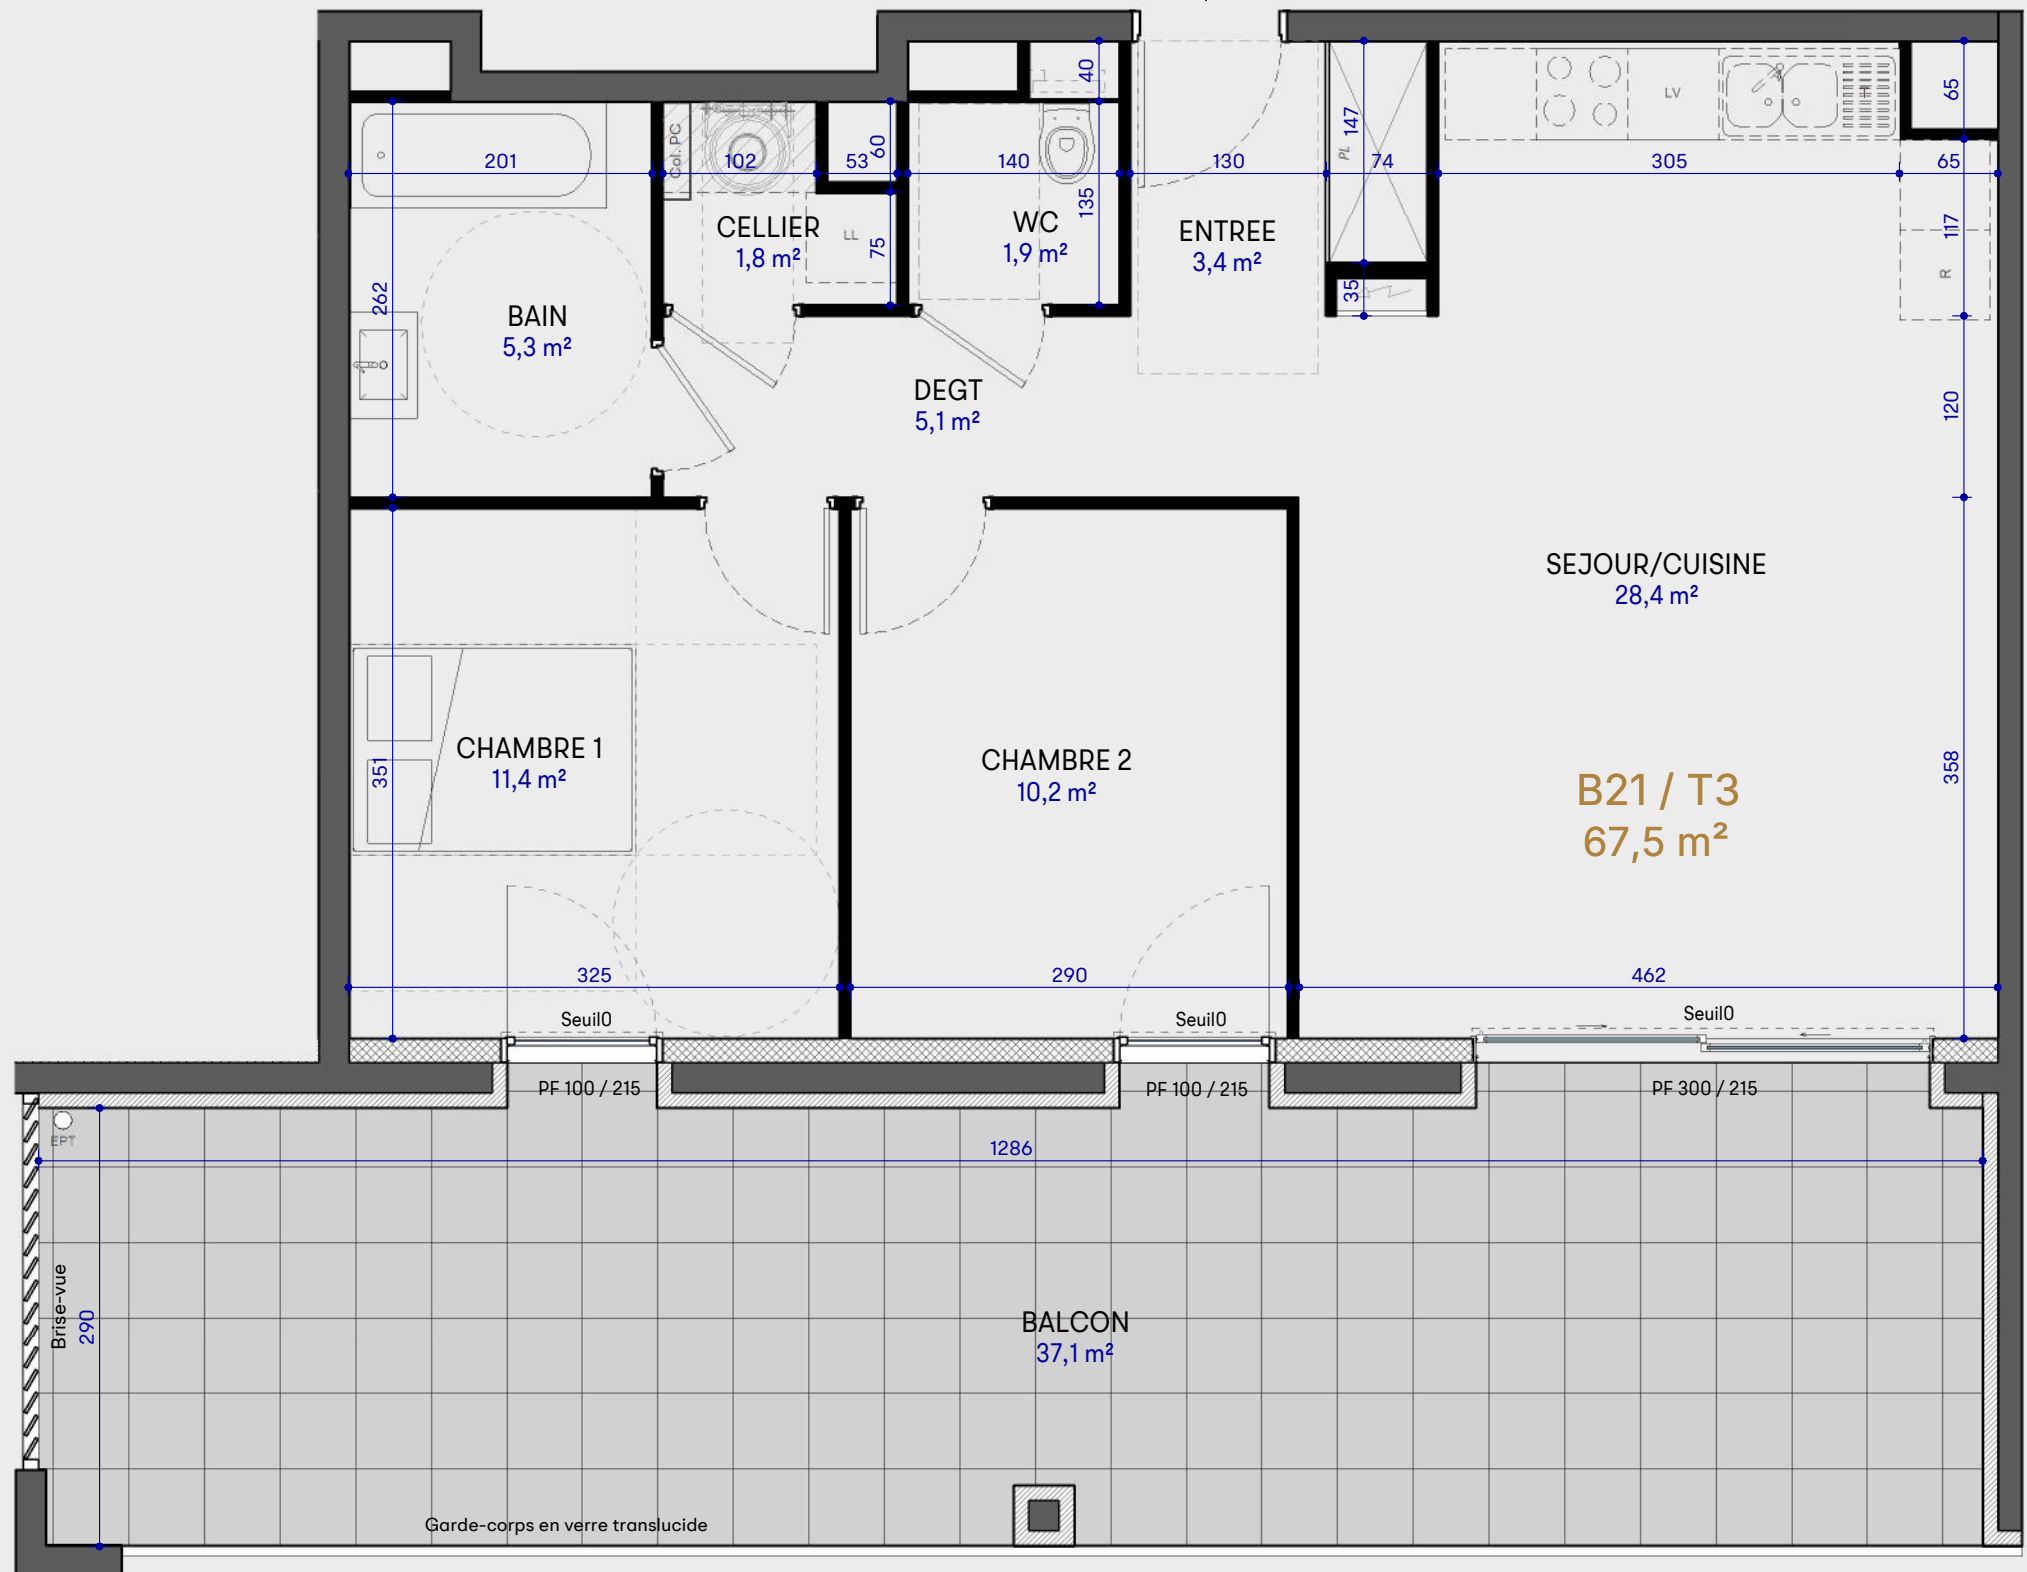 40
65
147
LV
T
Col. PC
60
PL
201
102
53
140
130
74
305
65
135
CELLIER
1,8 m²
LL
75
WC
1,9 m²
ENTREE
3,4 m²
117
R
35
262
BAIN
5,3 m²
DEGT
5,1 m²
120
SEJOUR/CUISINE
28,4 m²
CHAMBRE 1
11,4 m²
351
CHAMBRE 2
10,2 m²
358
B21 / T3
67,5 m²
325
290
462
Seuil0
Seuil0
Seuil0
PF 100 / 215
PF 100 / 215
PF 300 / 215
EPT
1286
Brise-vue
290
BALCON
37,1 m²
Garde-corps en verre translucide